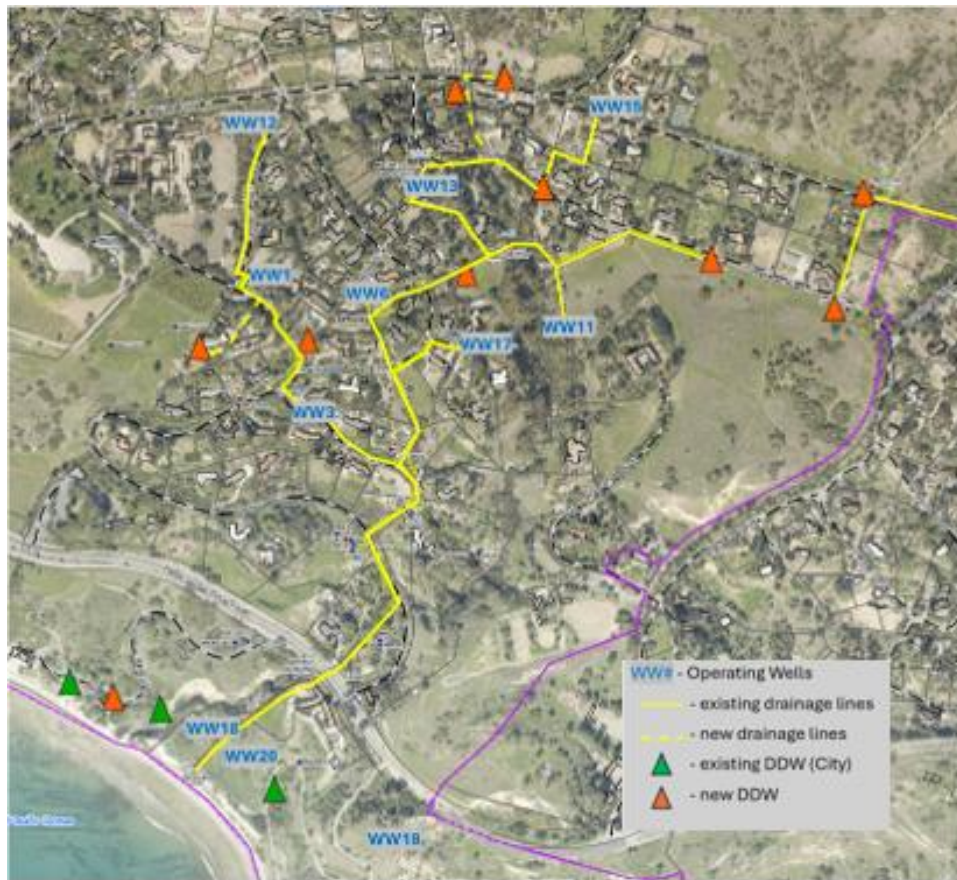 WW12.
WW15
WW13
WW1.
WW6
WW11
WW17
WW3.
WW18
WW20
WW18.
WW# - Operating Wells
- existing drainage lines
- new drainage lines
- existing DDW (City)
- new DDW